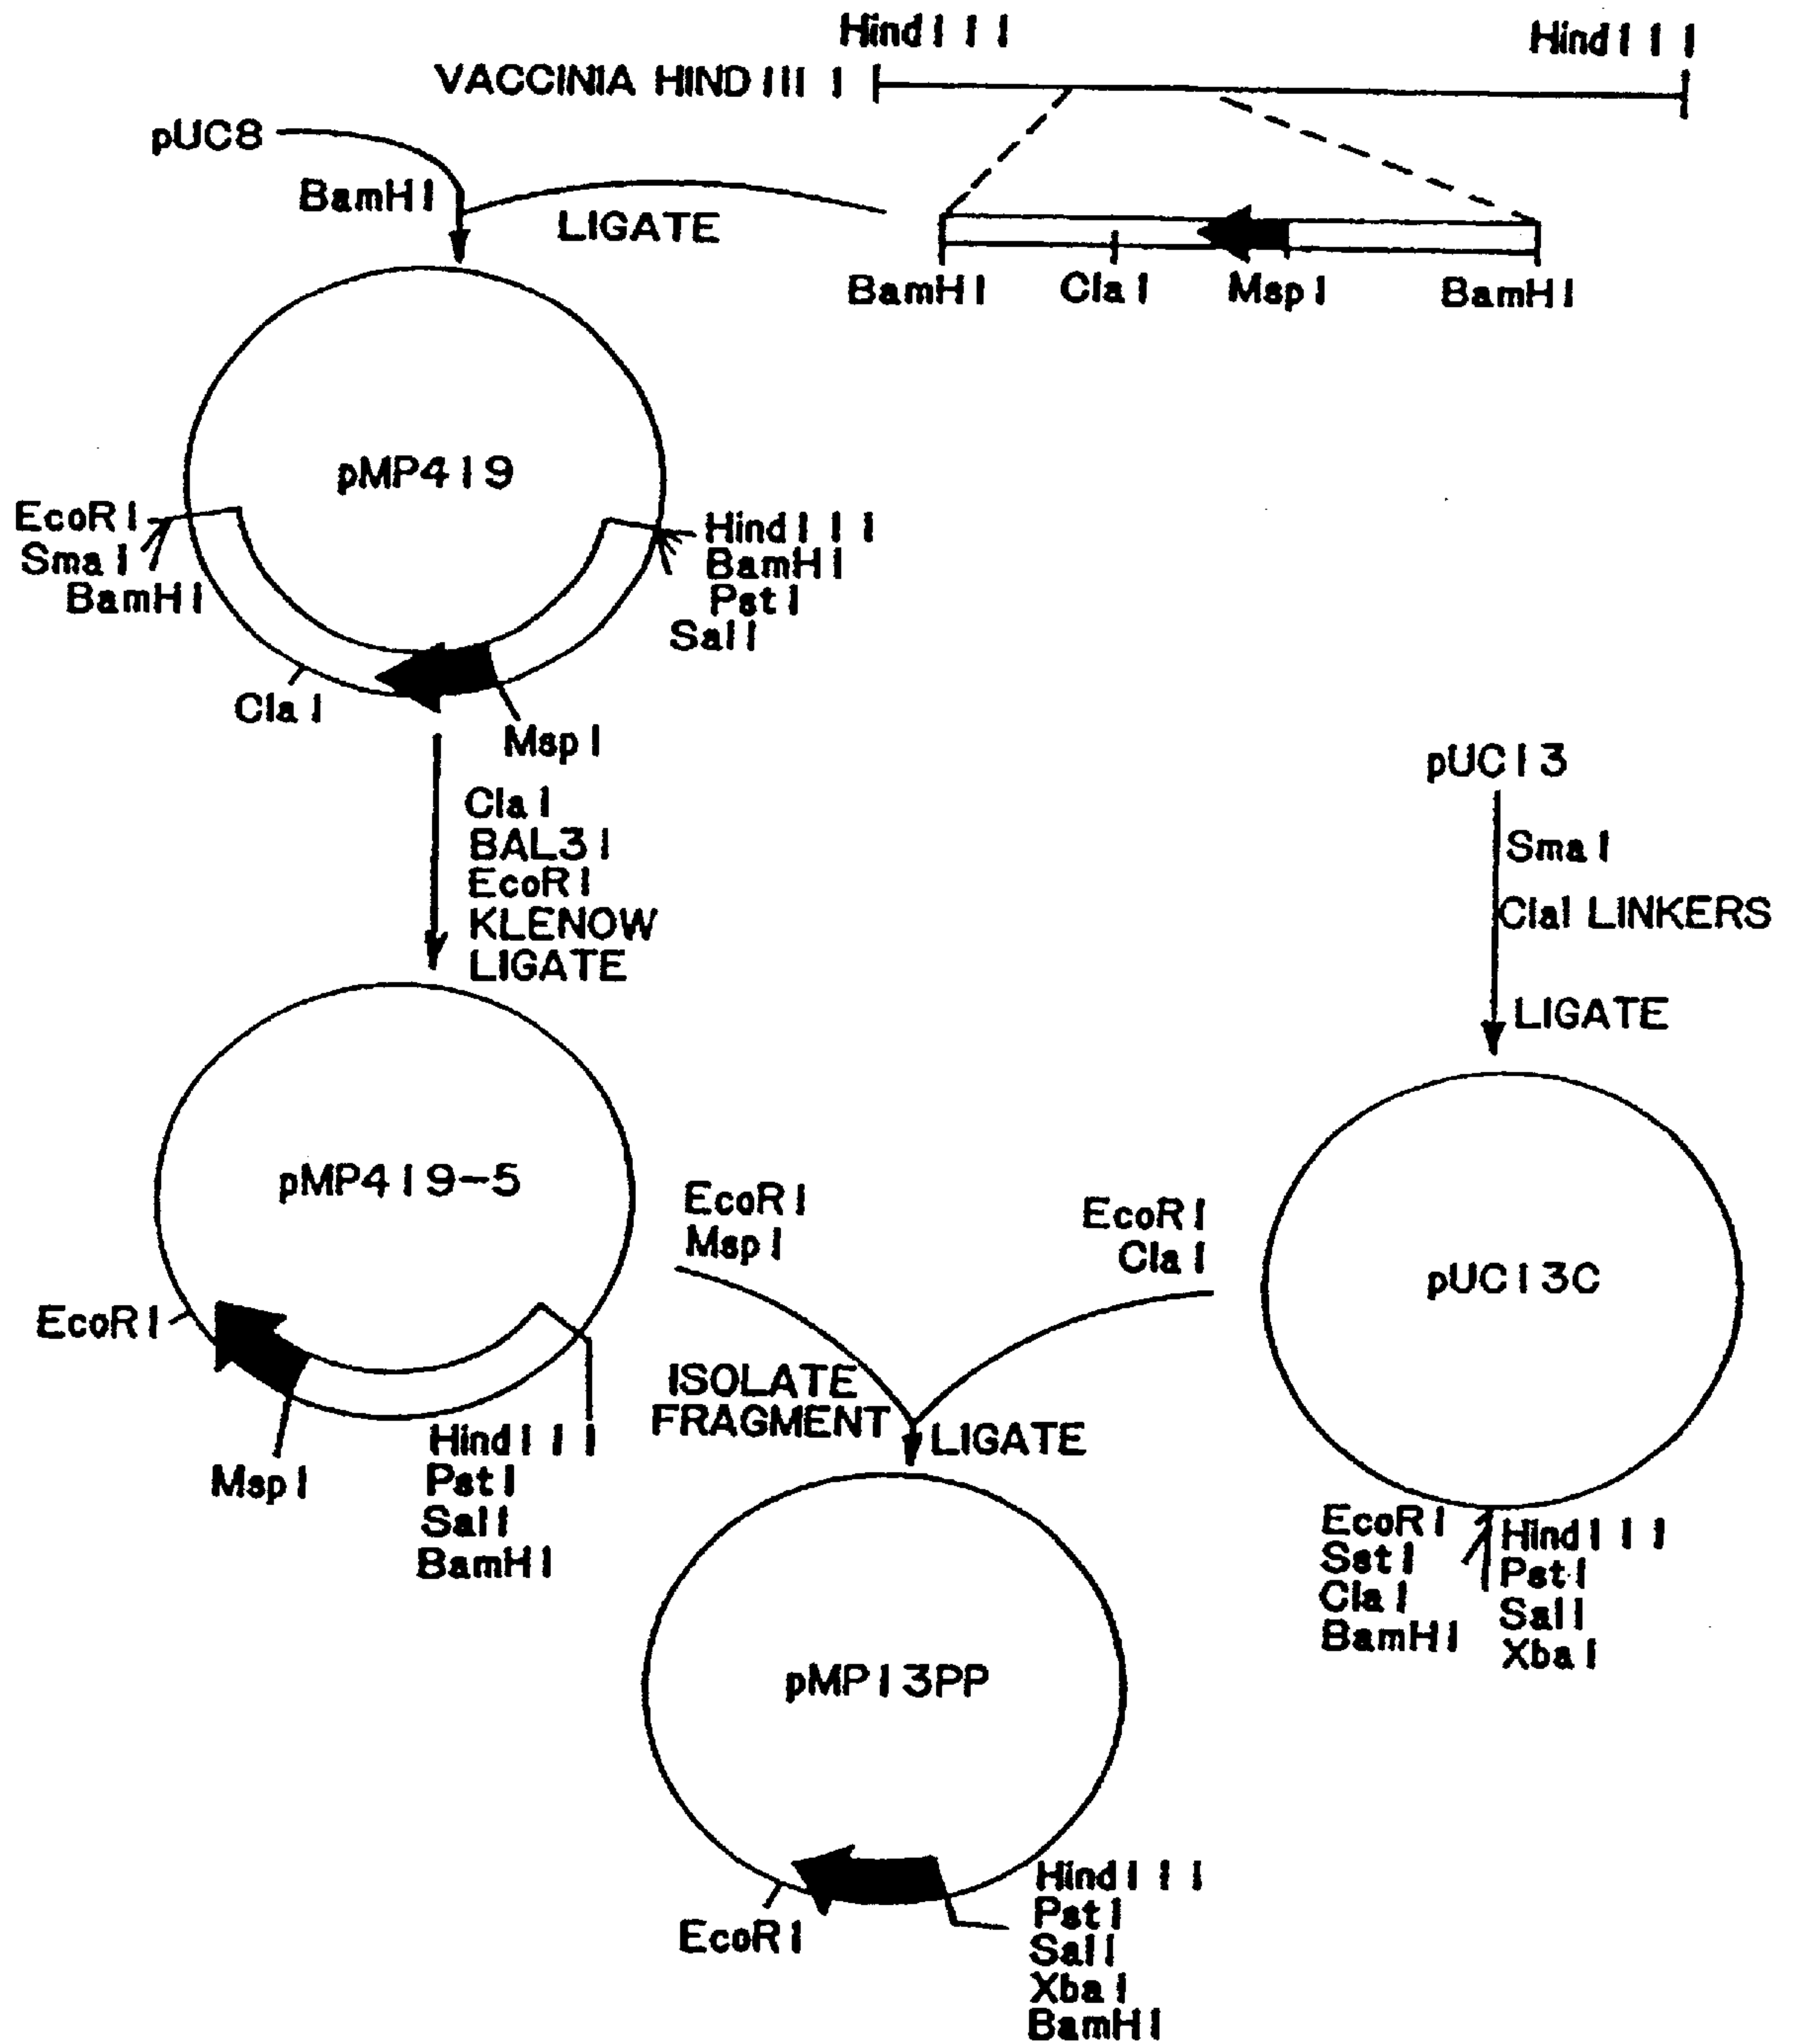 HindIII
HindIII
VACCINIA HINDIII I
pUC8
BamHI
LIGATE
BamHI
ClaI
MspI
BamHI
pMP419
EcoRI
SmaI
BamHI
HindIII
BamHI
PstI
SalI
ClaI
MspI
ClaI
BAL31
EcoRI
KLENOW
LIGATE
pUC13
SmaI
ClaI LINKERS
LIGATE
pMP419-5
EcoRI
MspI
HindIII
PstI
SalI
BamHI
EcoRI
MspI
ISOLATE
FRAGMENT
LIGATE
EcoRI
ClaI
pUC13C
EcoRI
SstI
ClaI
BamHI
HindIII
PstI
SalI
XbaI
pMP13PP
EcoRI
HindIII
PstI
SalI
XbaI
BamHI